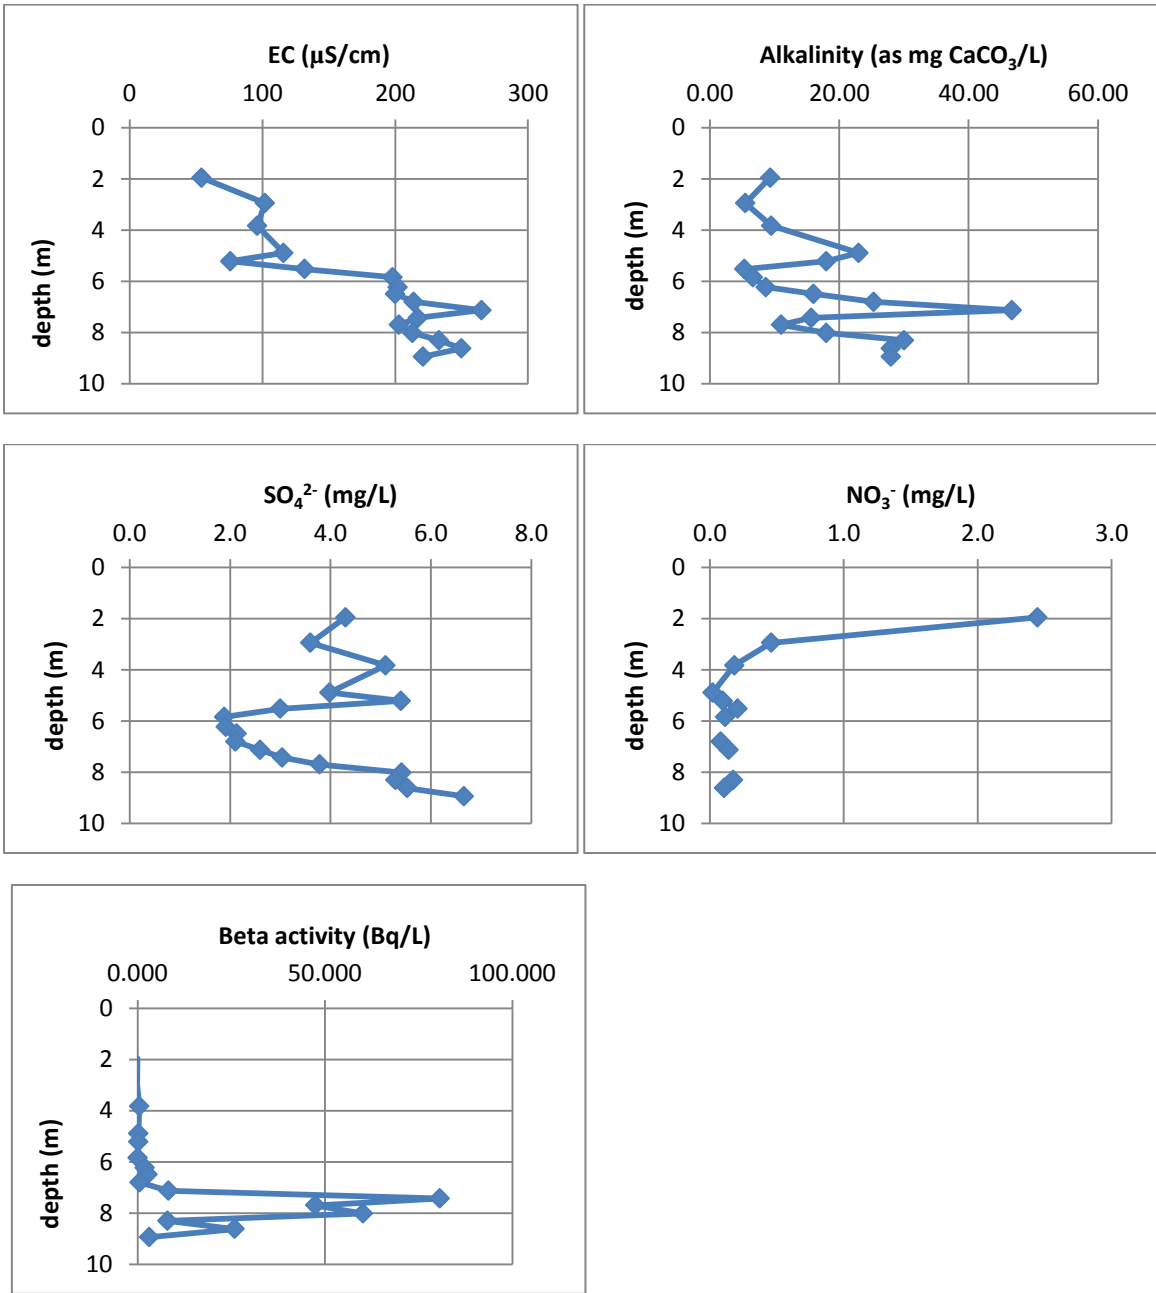 EC (µS/cm)
0 100 200 300
0
2
4
6
8
10
depth (m)
Alkalinity (as mg CaCO₃/L)
0.00 20.00 40.00 60.00
0
2
4
6
8
10
depth (m)
SO₄²⁻ (mg/L)
0.0 2.0 4.0 6.0 8.0
0
2
4
6
8
10
depth (m)
NO₃⁻ (mg/L)
0.0 1.0 2.0 3.0
0
2
4
6
8
10
depth (m)
Beta activity (Bq/L)
0.000 50.000 100.000
0
2
4
6
8
10
depth (m)